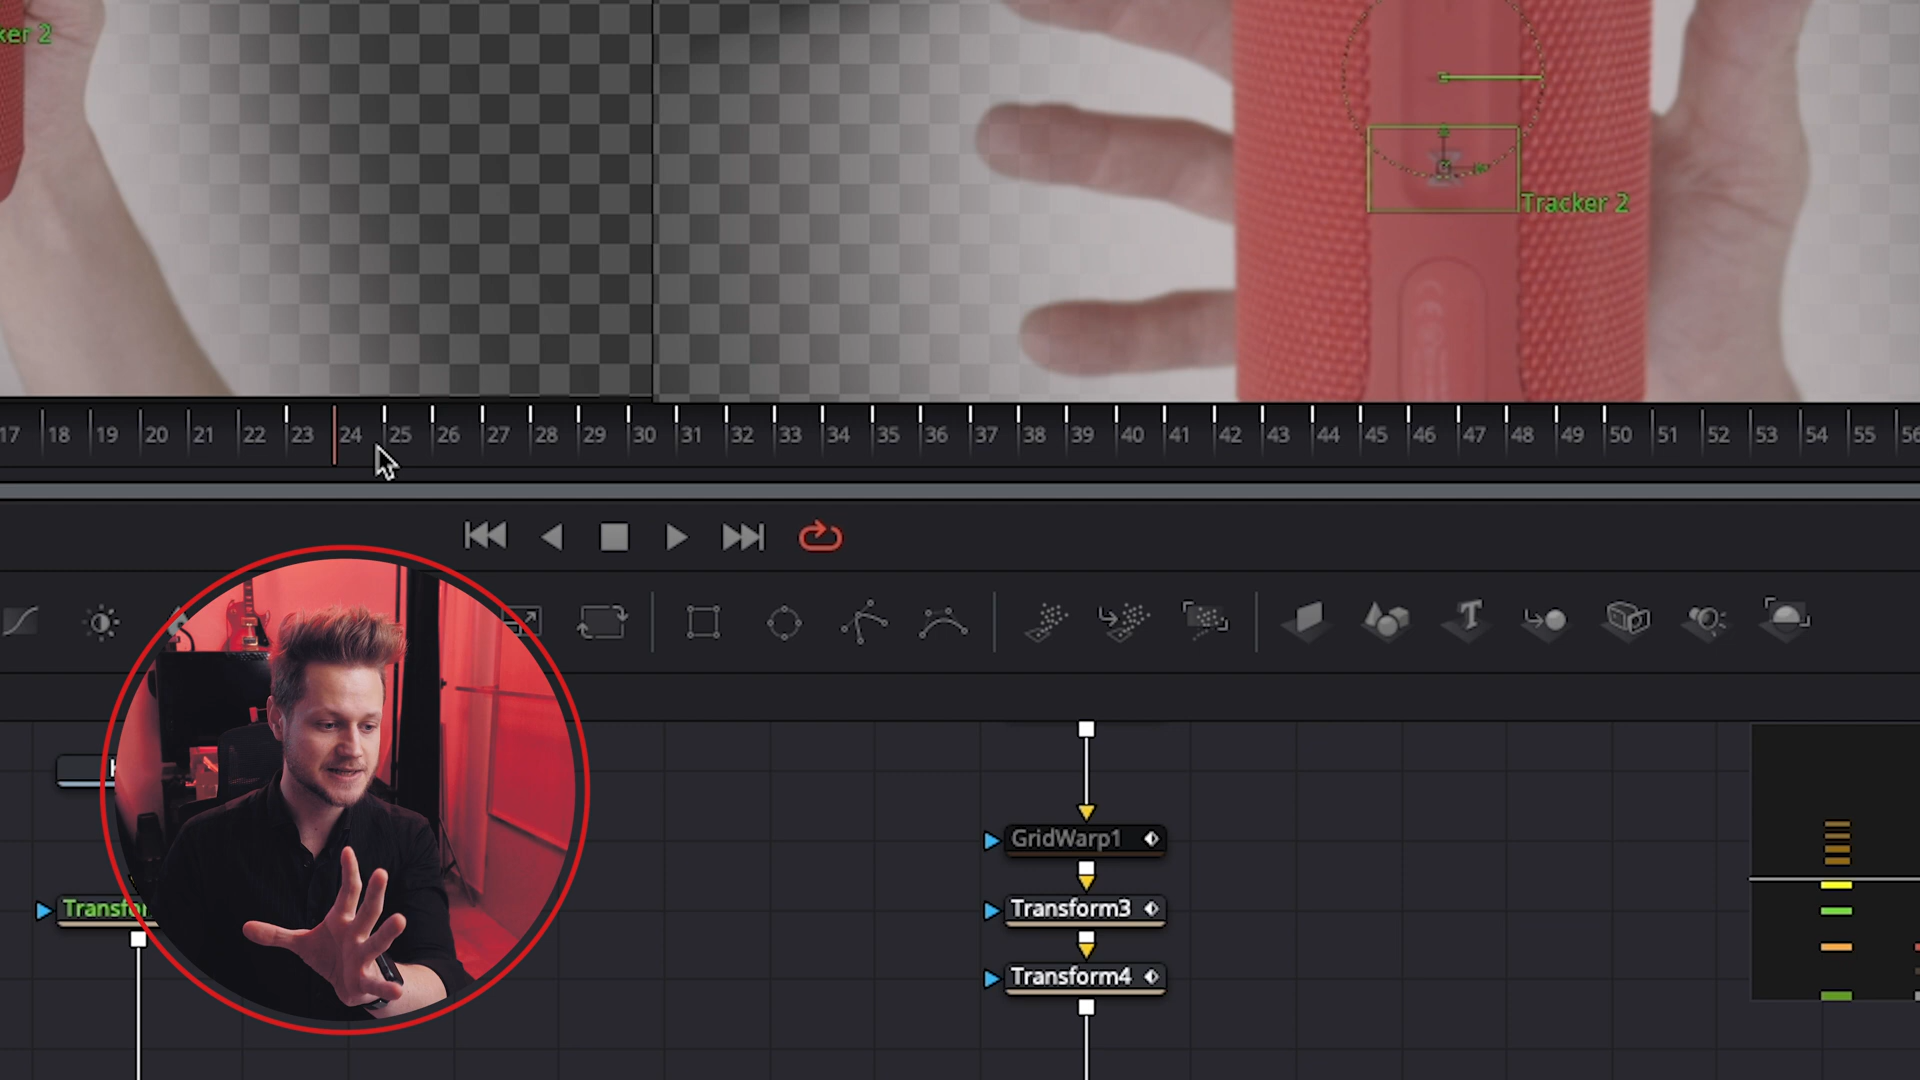 ker 2
Tracker 2
17 18 19 20 21 22 23 24 25 26 27 28 29 30 31 32 33 34 35 36 37 38 39 40 41 42 43 44 45 46 47 48 49 50 51 52 53 54 55 56
GridWarp1
Transfor
Transform3
Transform4